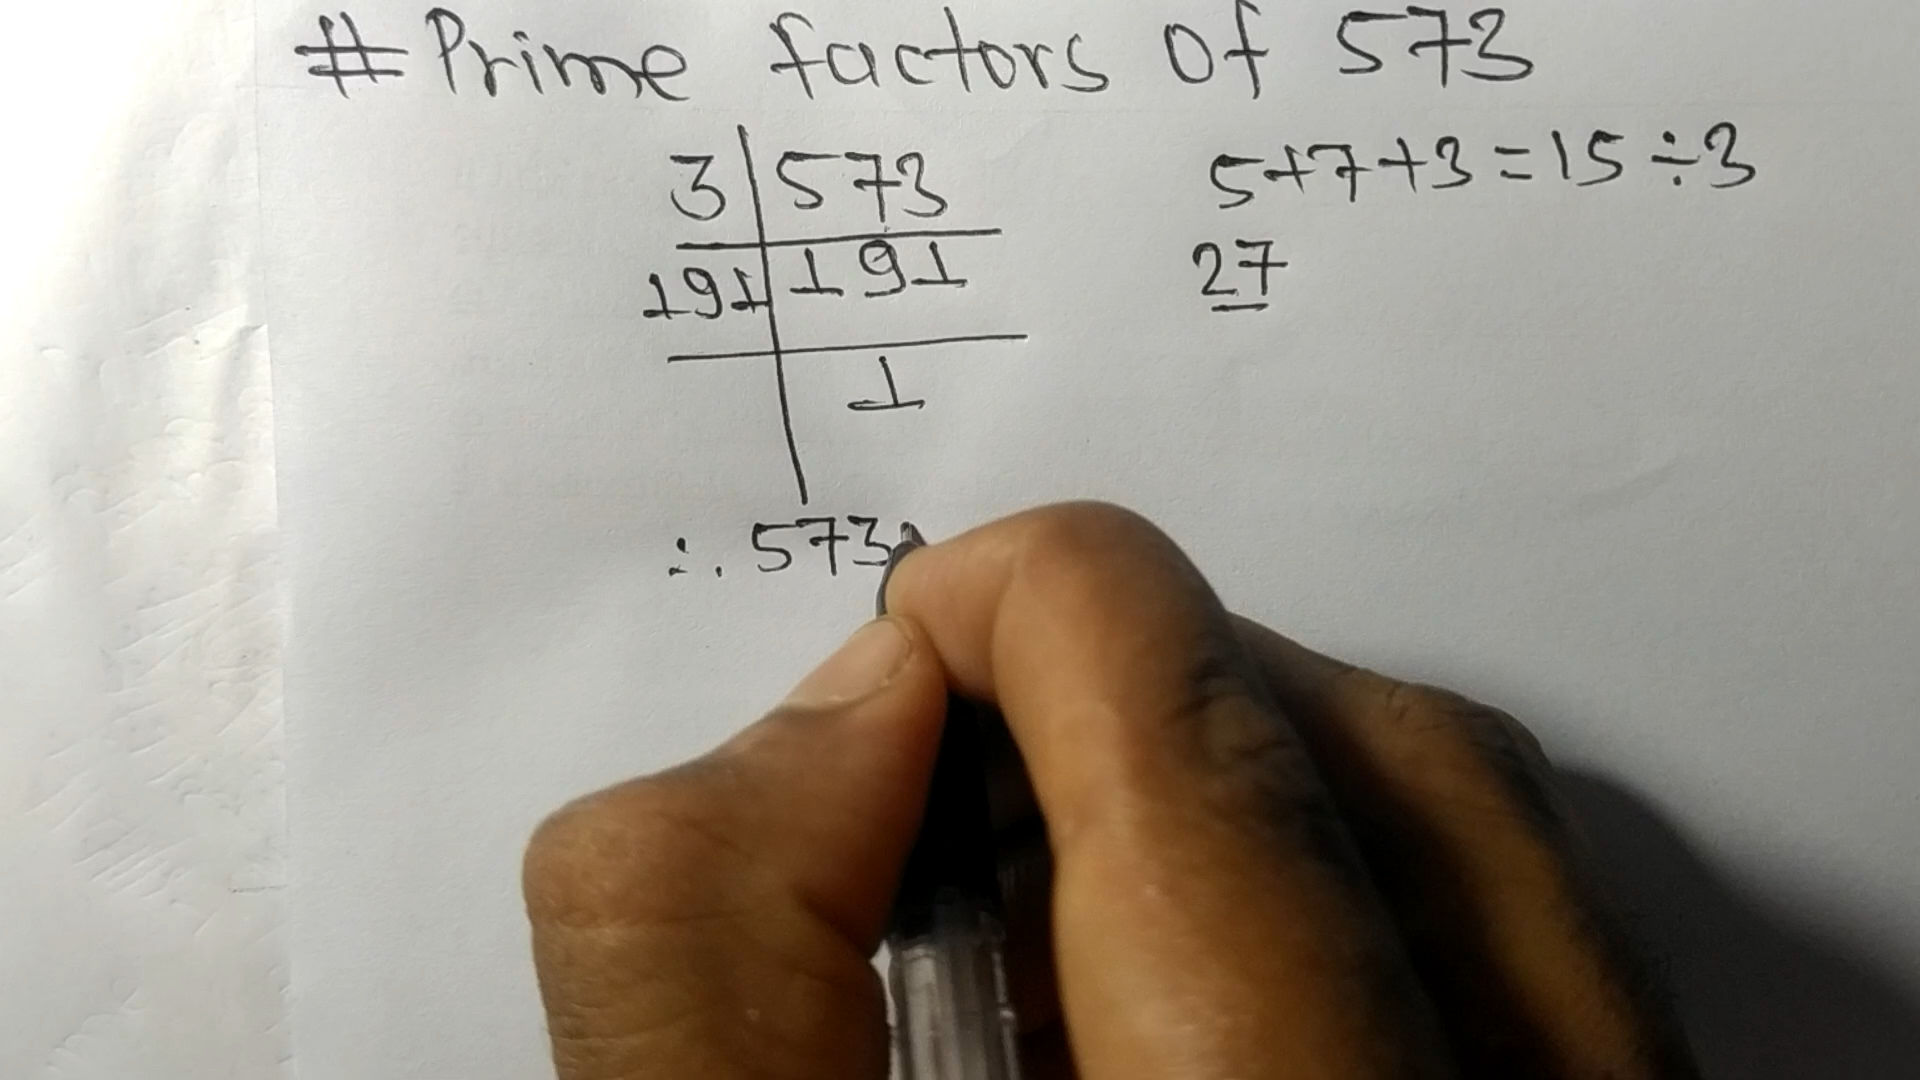 # Prime factors of 573
3 | 573
191 | 191
1
5+7+3=15÷3
27
∴ 573